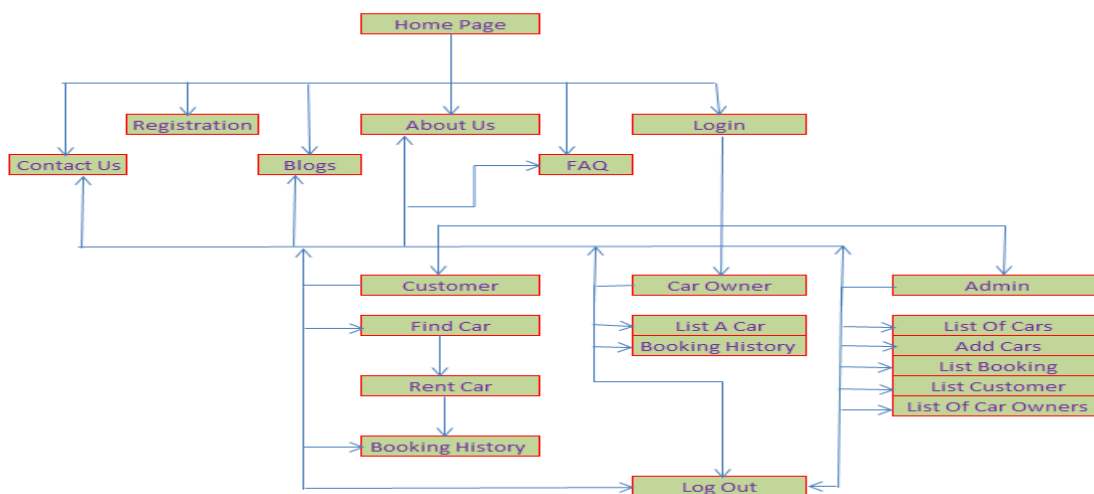 Home Page
Registration
About Us
Login
Contact Us
Blogs
FAQ
Customer
Car Owner
Admin
Find Car
List A Car
List Of Cars
Booking History
Add Cars
List Booking
Rent Car
List Customer
List Of Car Owners
Booking History
Log Out